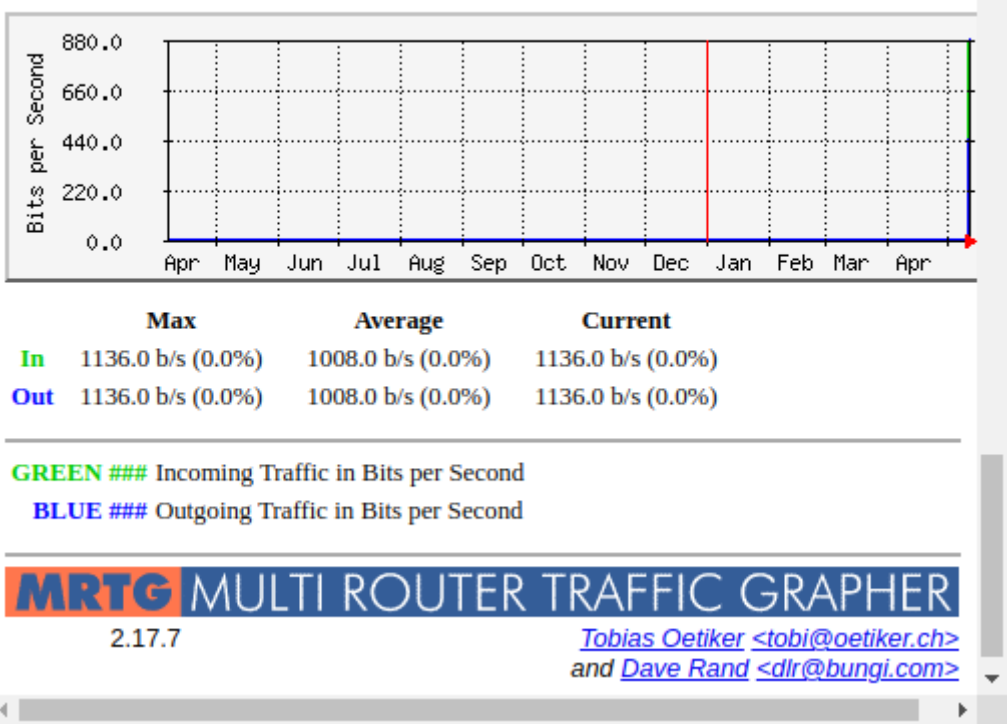 Bits per Second
880.0
660.0
440.0
220.0
0.0
Apr May Jun Jul Aug Sep Oct Nov Dec Jan Feb Mar Apr
Max Average Current
In 1136.0 b/s (0.0%) 1008.0 b/s (0.0%) 1136.0 b/s (0.0%)
Out 1136.0 b/s (0.0%) 1008.0 b/s (0.0%) 1136.0 b/s (0.0%)
GREEN ### Incoming Traffic in Bits per Second
BLUE ### Outgoing Traffic in Bits per Second
MRTG MULTI ROUTER TRAFFIC GRAPHER
2.17.7 Tobias Oetiker <tobi@oetiker.ch>
and Dave Rand <dlr@bungi.com>